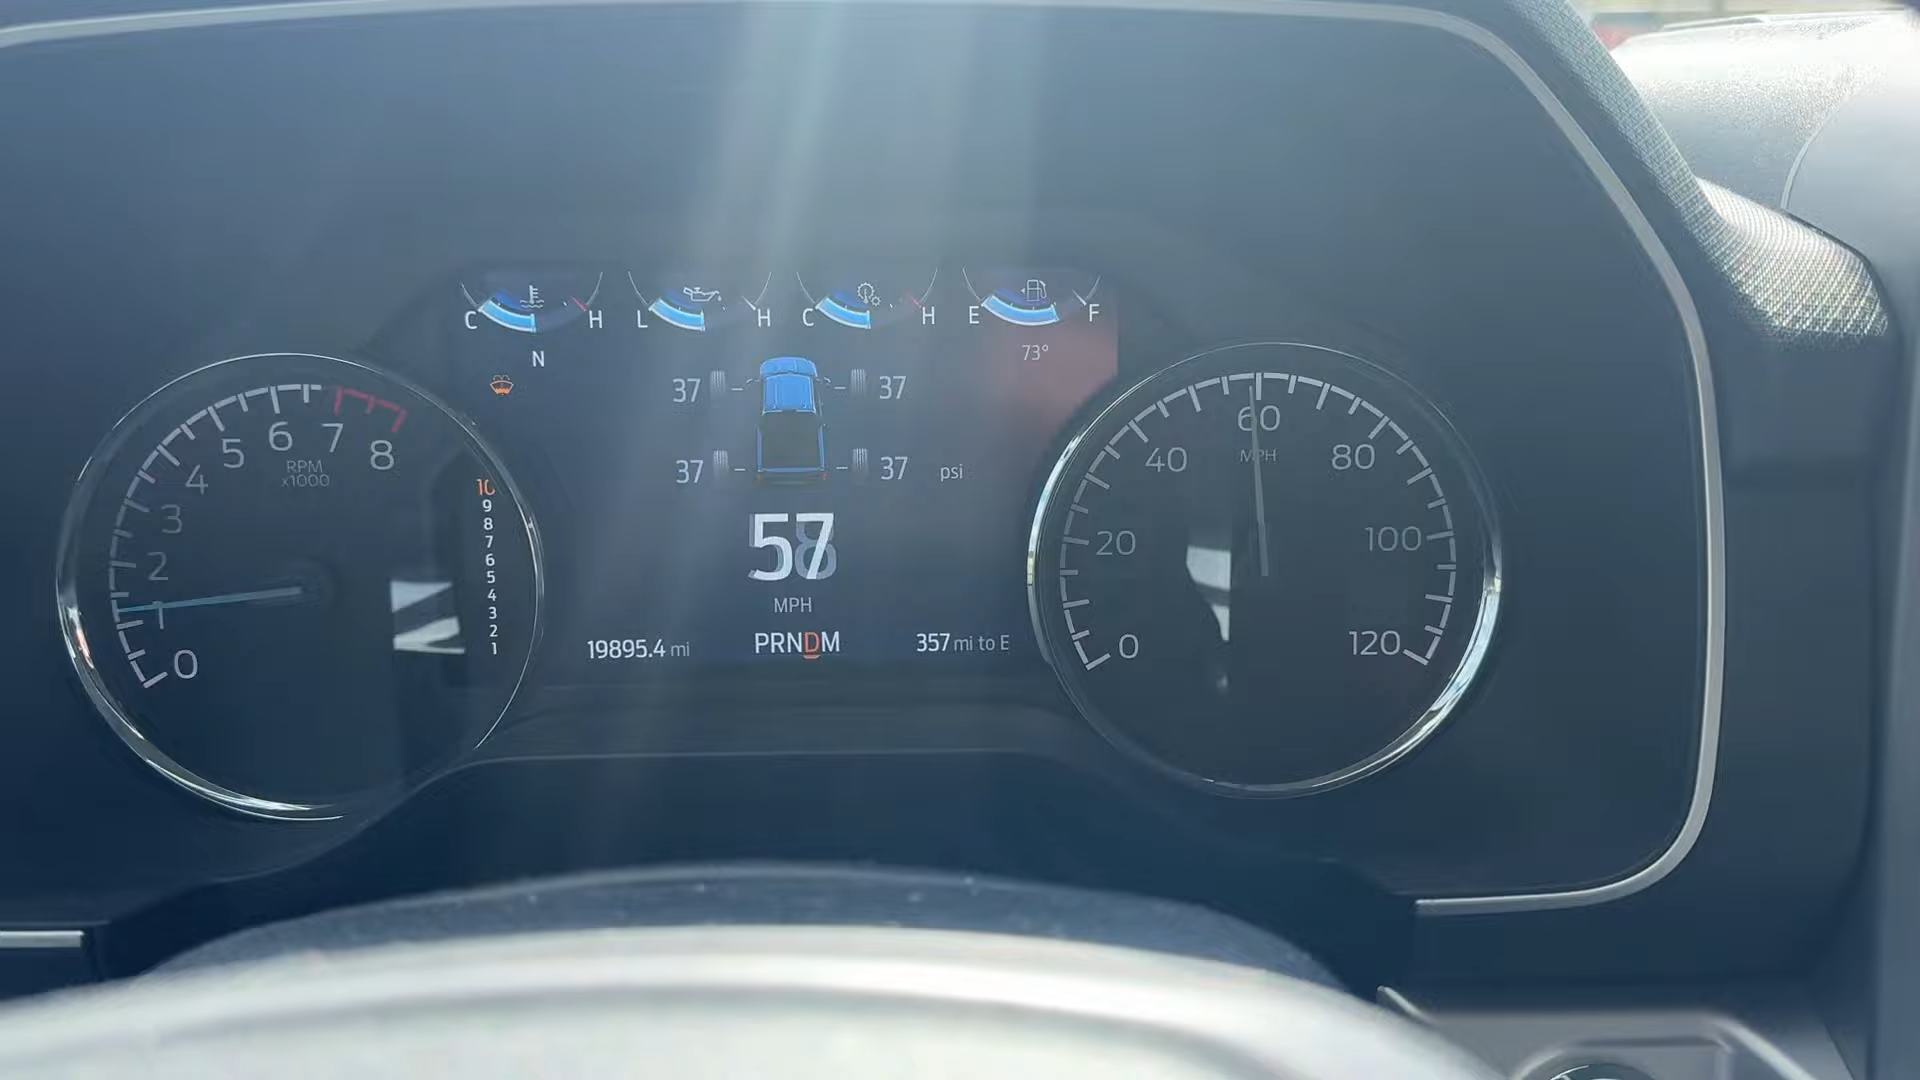 C H L H C H E F
N 73°
37 37
37 37 psi
57
MPH
19895.4 mi PRNDM 357 mi to E
0 1 2 3 4 5 6 7 8
RPM
x1000
10
9
8
7
6
5
4
3
2
1
0 20 40 60 80 100 120
MPH